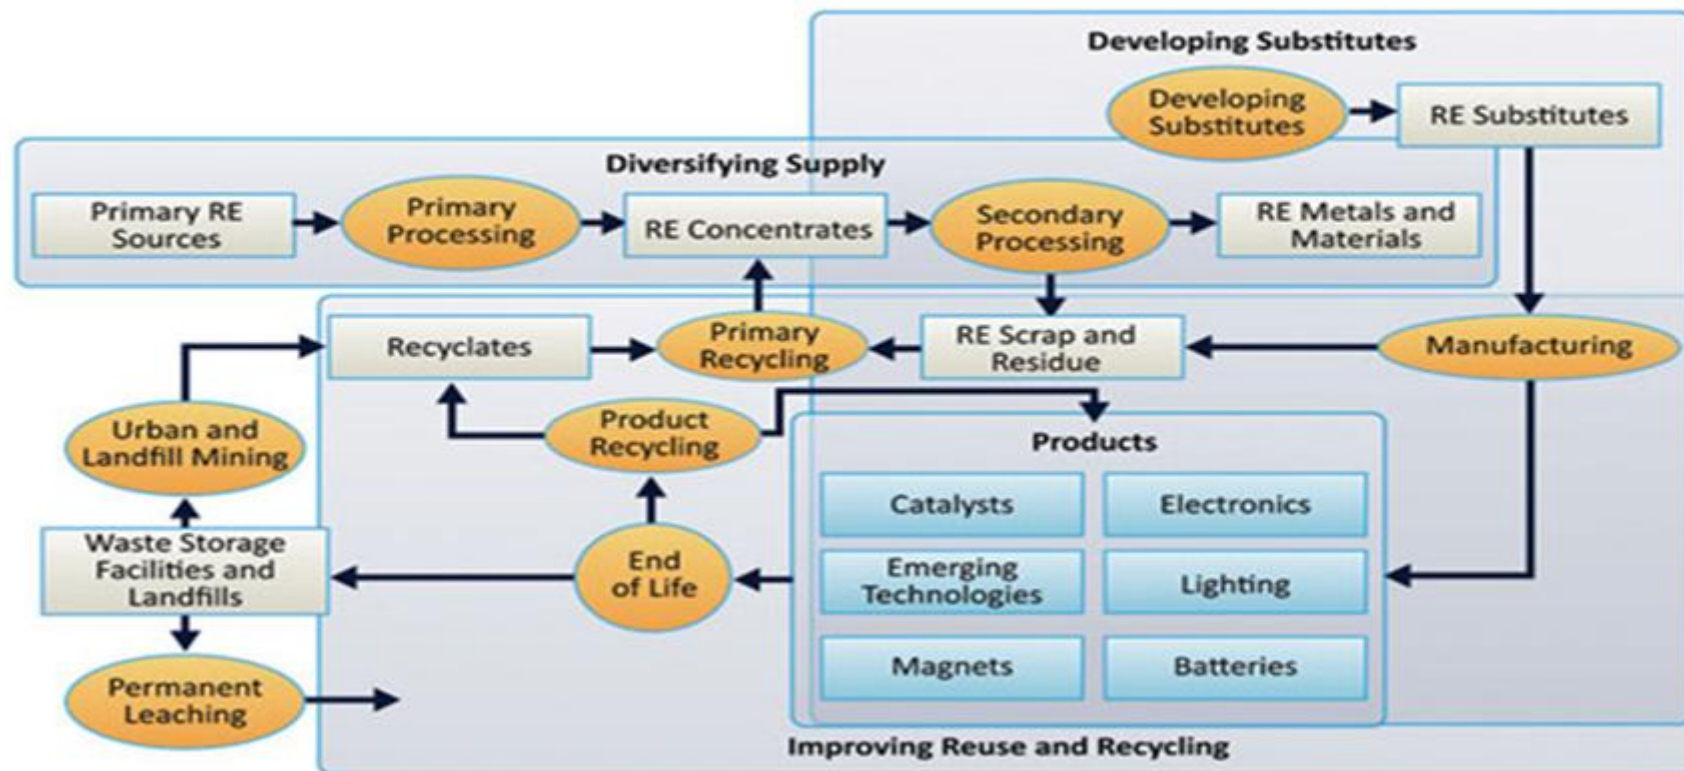 Developing Substitutes
Developing
Substitutes
RE Substitutes
Diversifying Supply
Primary RE
Sources
Primary
Processing
RE Concentrates
Secondary
Processing
RE Metals and
Materials
Recyclates
Primary
Recycling
RE Scrap and
Residue
Manufacturing
Urban and
Landfill Mining
Product
Recycling
Products
Catalysts
Electronics
Waste Storage
Facilities and
Landfills
End
of Life
Emerging
Technologies
Lighting
Magnets
Batteries
Permanent
Leaching
Improving Reuse and Recycling